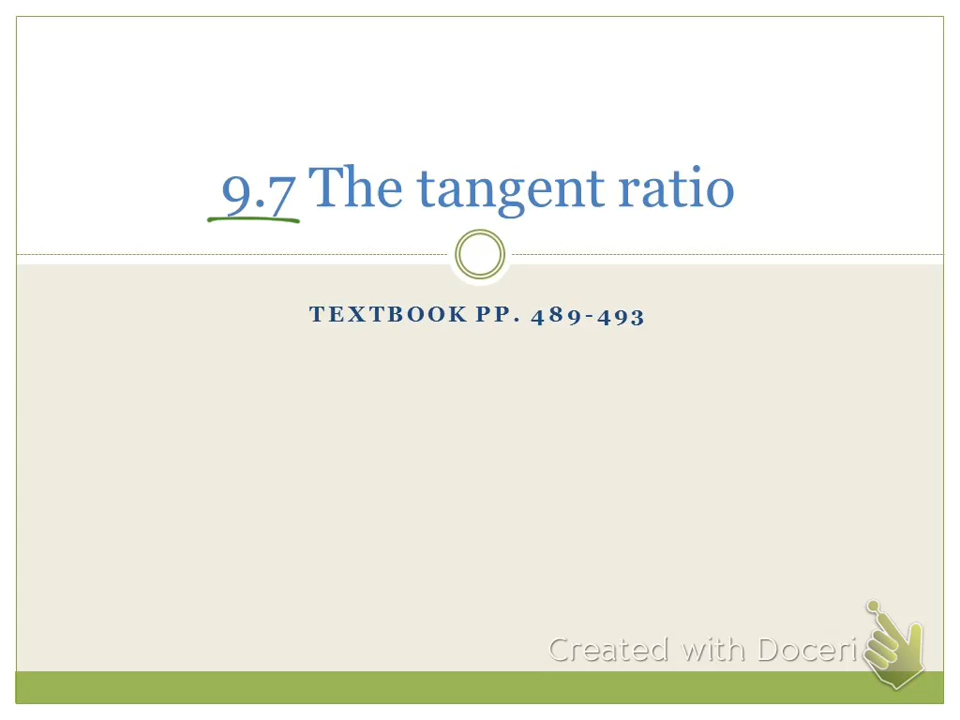 9.7 The tangent ratio
TEXTBOOK PP. 489-493
Created with Doceri